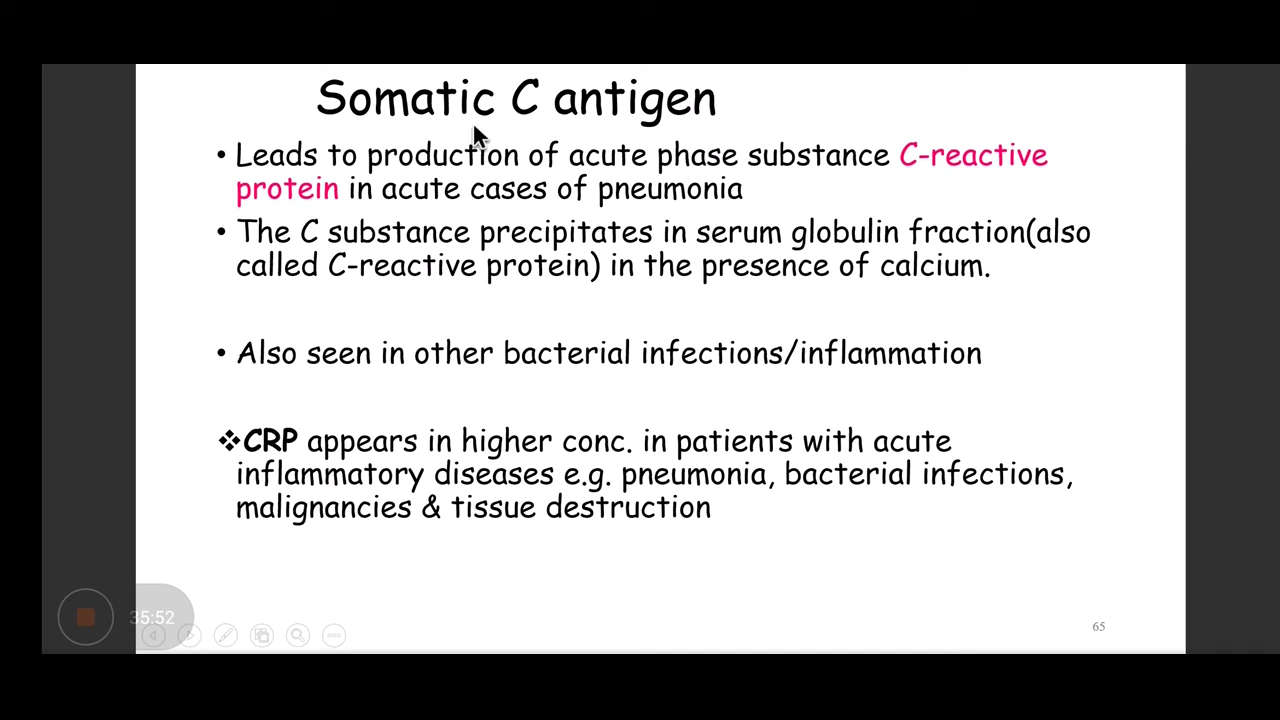 Somatic C antigen
• Leads to production of acute phase substance C-reactive
protein in acute cases of pneumonia
• The C substance precipitates in serum globulin fraction(also
called C-reactive protein) in the presence of calcium.
• Also seen in other bacterial infections/inflammation
❖CRP appears in higher conc. in patients with acute
inflammatory diseases e.g. pneumonia, bacterial infections,
malignancies & tissue destruction
35:52
65